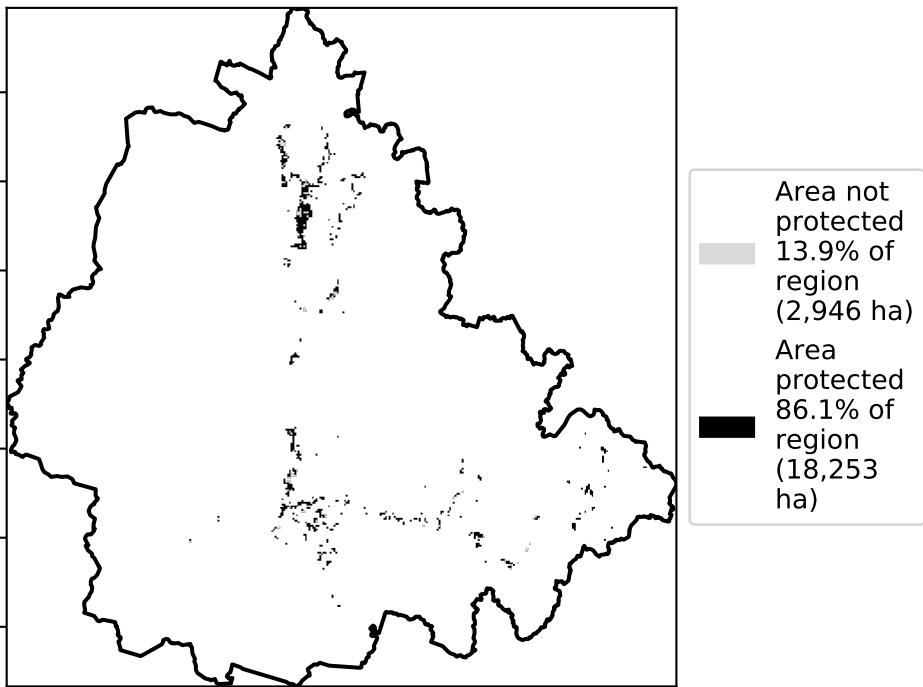 Area not
protected
13.9% of
region
(2,946 ha)
Area
protected
86.1% of
region
(18,253
ha)